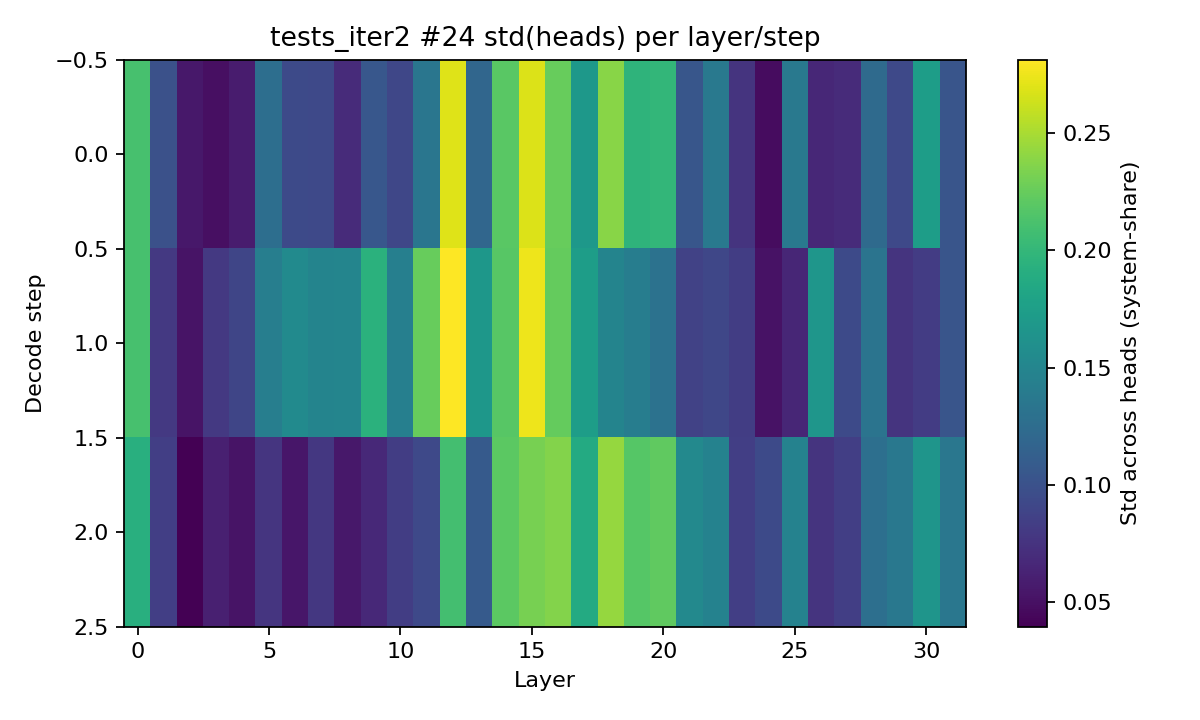 tests_iter2 #24 std(heads) per layer/step
−0.5
0.0
0.5
1.0
1.5
2.0
2.5
Decode step
0 5 10 15 20 25 30
Layer
0.25
0.20
0.15
0.10
0.05
Std across heads (system-share)